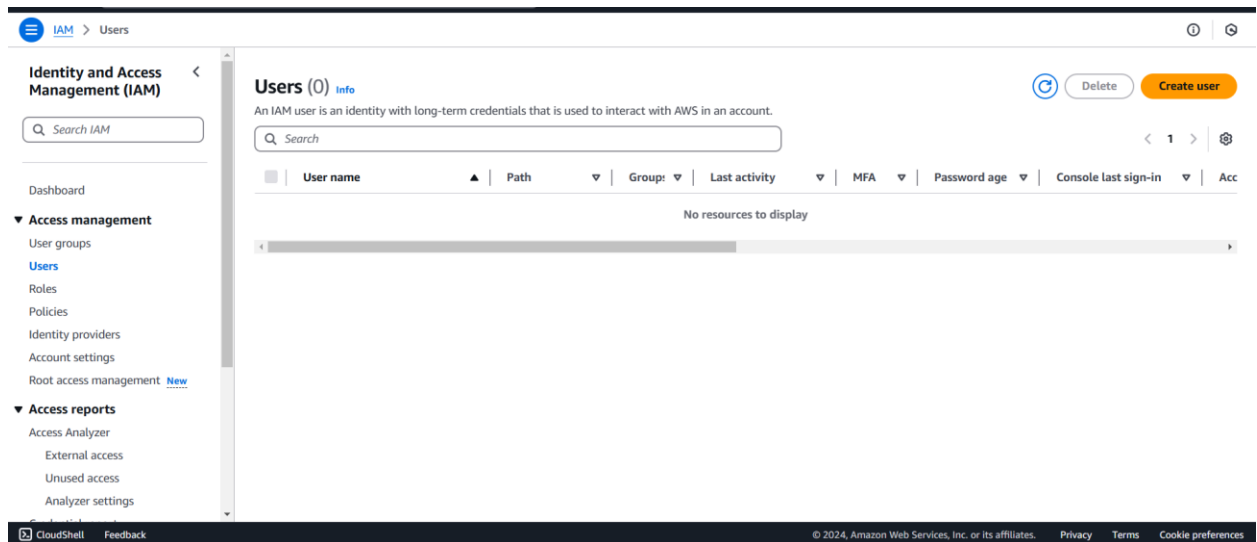 IAM > Users
Identity and Access
Management (IAM)
Search IAM
Dashboard
Access management
User groups
Users
Roles
Policies
Identity providers
Account settings
Root access management New
Access reports
Access Analyzer
External access
Unused access
Analyzer settings
Users (0) Info
Delete
Create user
An IAM user is an identity with long-term credentials that is used to interact with AWS in an account.
Search
< 1 >
User name | Path | Group: | Last activity | MFA | Password age | Console last sign-in | Acc
No resources to display
CloudShell Feedback
© 2024, Amazon Web Services, Inc. or its affiliates. Privacy Terms Cookie preferences